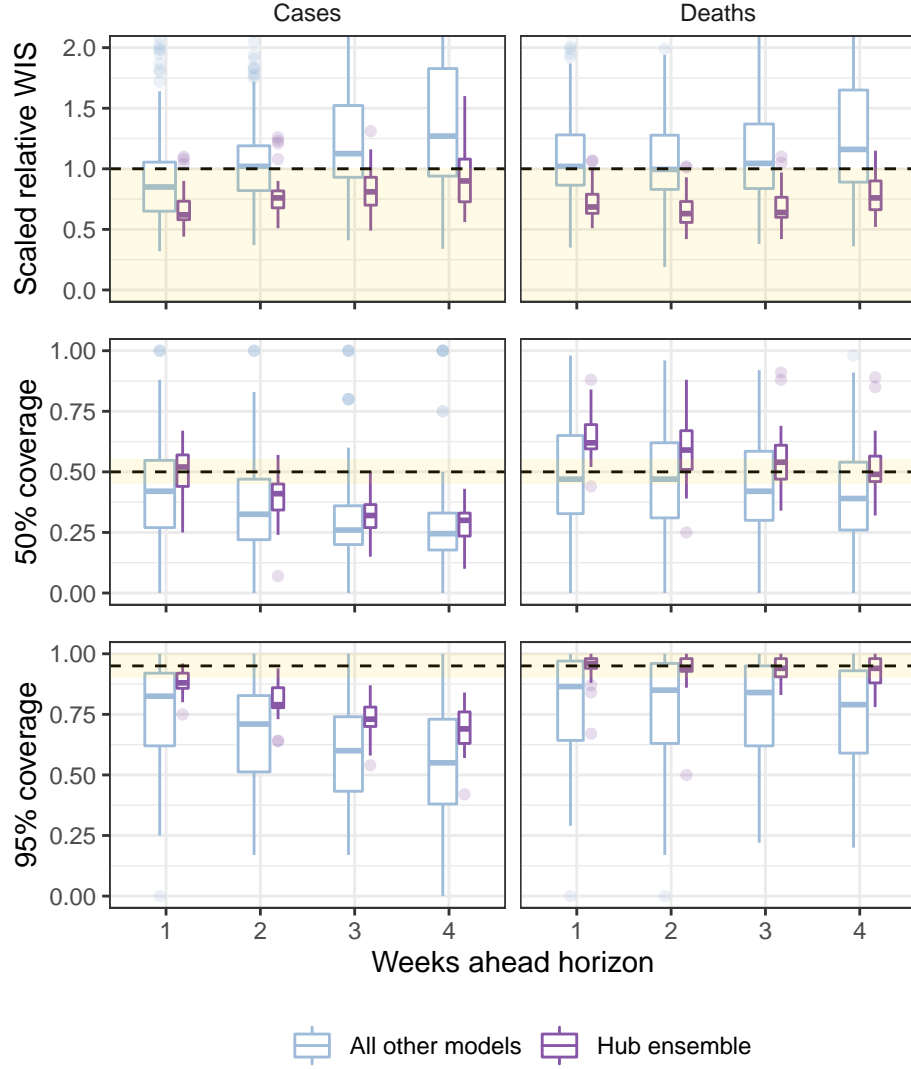 Cases Deaths
Scaled relative WIS
2.0
1.5
1.0
0.5
0.0
50% coverage
1.00
0.75
0.50
0.25
0.00
95% coverage
1.00
0.75
0.50
0.25
0.00
1 2 3 4 1 2 3 4
Weeks ahead horizon
All other models Hub ensemble